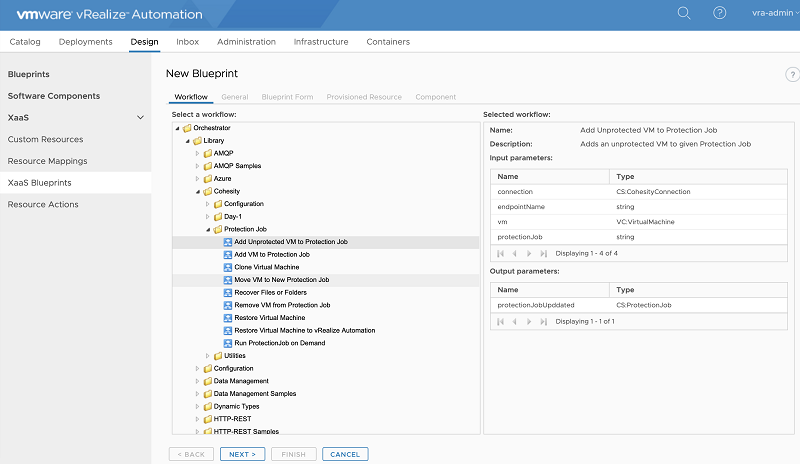 vmware vRealize™ Automation
vra-admin
Catalog Deployments Design Inbox Administration Infrastructure Containers
Blueprints
Software Components
XaaS
Custom Resources
Resource Mappings
XaaS Blueprints
Resource Actions
New Blueprint
?
Workflow General Blueprint Form Provisioned Resource Component
Select a workflow:
Orchestrator
Library
AMQP
AMQP Samples
Azure
Cohesity
Configuration
Day-1
Protection Job
Add Unprotected VM to Protection Job
Add VM to Protection Job
Clone Virtual Machine
Move VM to New Protection Job
Recover Files or Folders
Remove VM from Protection Job
Restore Virtual Machine
Restore Virtual Machine to vRealize Automation
Run ProtectionJob on Demand
Utilities
Configuration
Data Management
Data Management Samples
Dynamic Types
HTTP-REST
HTTP-REST Samples
Selected workflow:
Name: Add Unprotected VM to Protection Job
Description: Adds an unprotected VM to given Protection Job
Input parameters:
Name Type
connection CS:CohesityConnection
endpointName string
vm VC:VirtualMachine
protectionJob string
Displaying 1 - 4 of 4
Output parameters:
Name Type
protectionJobUpddated CS:ProtectionJob
Displaying 1 - 1 of 1
< BACK NEXT > FINISH CANCEL